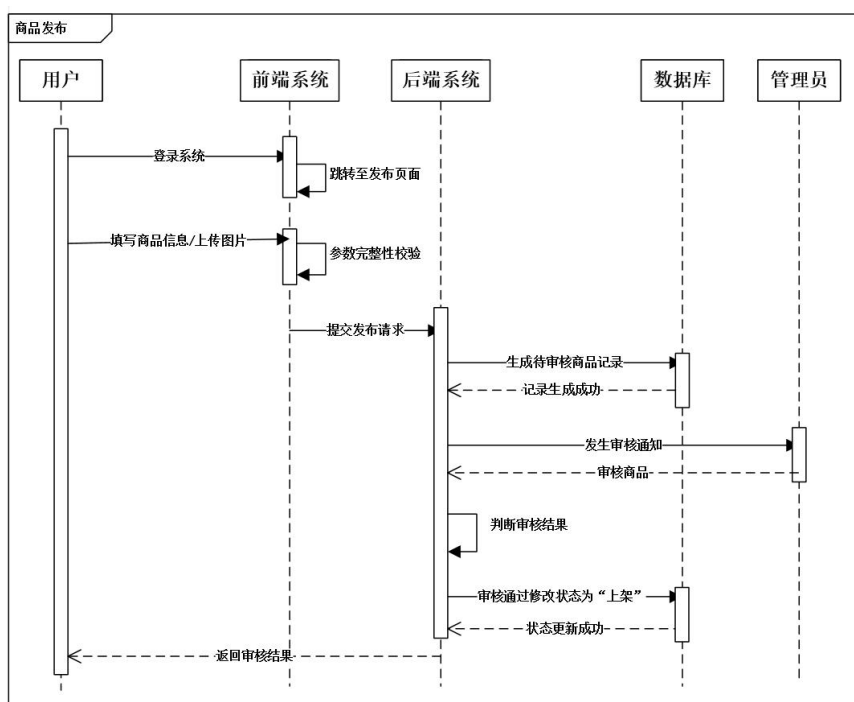 商品发布
用户
前端系统
后端系统
数据库
管理员
登录系统
跳转至发布页面
填写商品信息/上传图片
参数完整性校验
提交发布请求
生成待审核商品记录
记录生成成功
发生审核通知
审核商品
判断审核结果
审核通过修改状态为“上架”
状态更新成功
返回审核结果